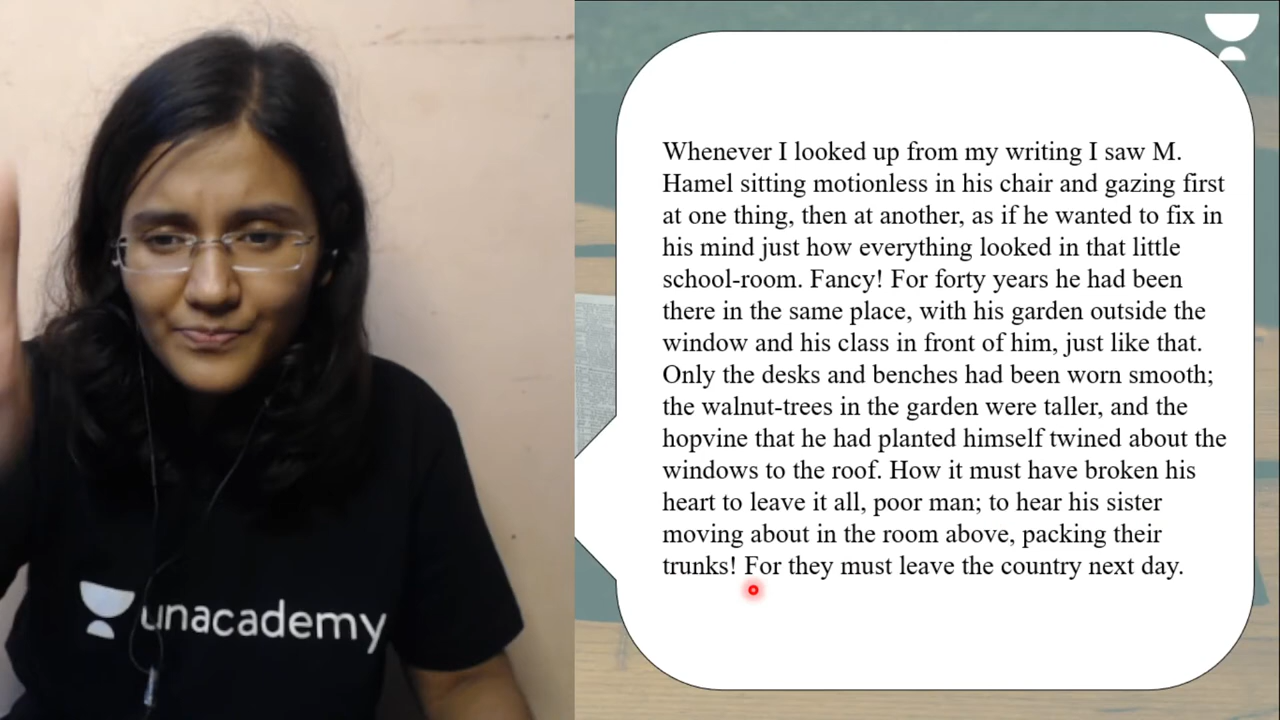 Whenever I looked up from my writing I saw M.
Hamel sitting motionless in his chair and gazing first
at one thing, then at another, as if he wanted to fix in
his mind just how everything looked in that little
school-room. Fancy! For forty years he had been
there in the same place, with his garden outside the
window and his class in front of him, just like that.
Only the desks and benches had been worn smooth;
the walnut-trees in the garden were taller, and the
hopvine that he had planted himself twined about the
windows to the roof. How it must have broken his
heart to leave it all, poor man; to hear his sister
moving about in the room above, packing their
trunks! For they must leave the country next day.
unacademy